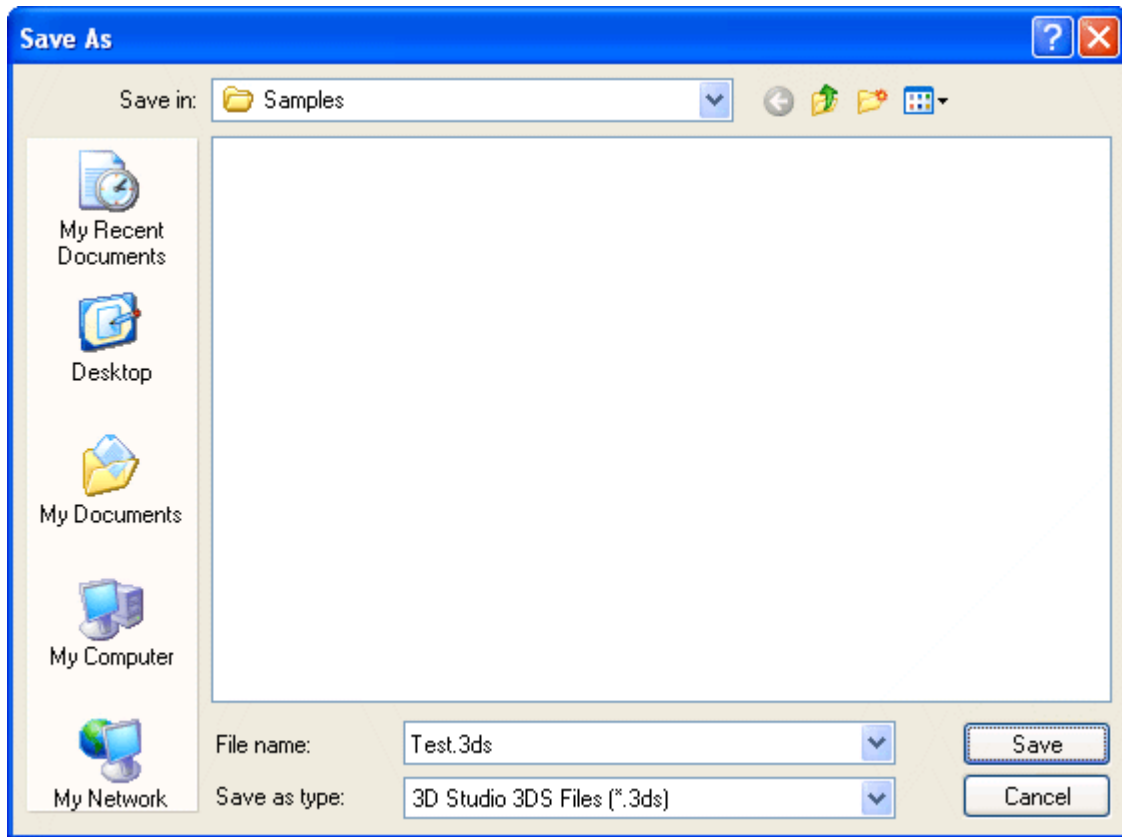 Save As
Save in: Samples
My Recent
Documents
Desktop
My Documents
My Computer
My Network
File name: Test.3ds Save
Save as type: 3D Studio 3DS Files (*.3ds) Cancel